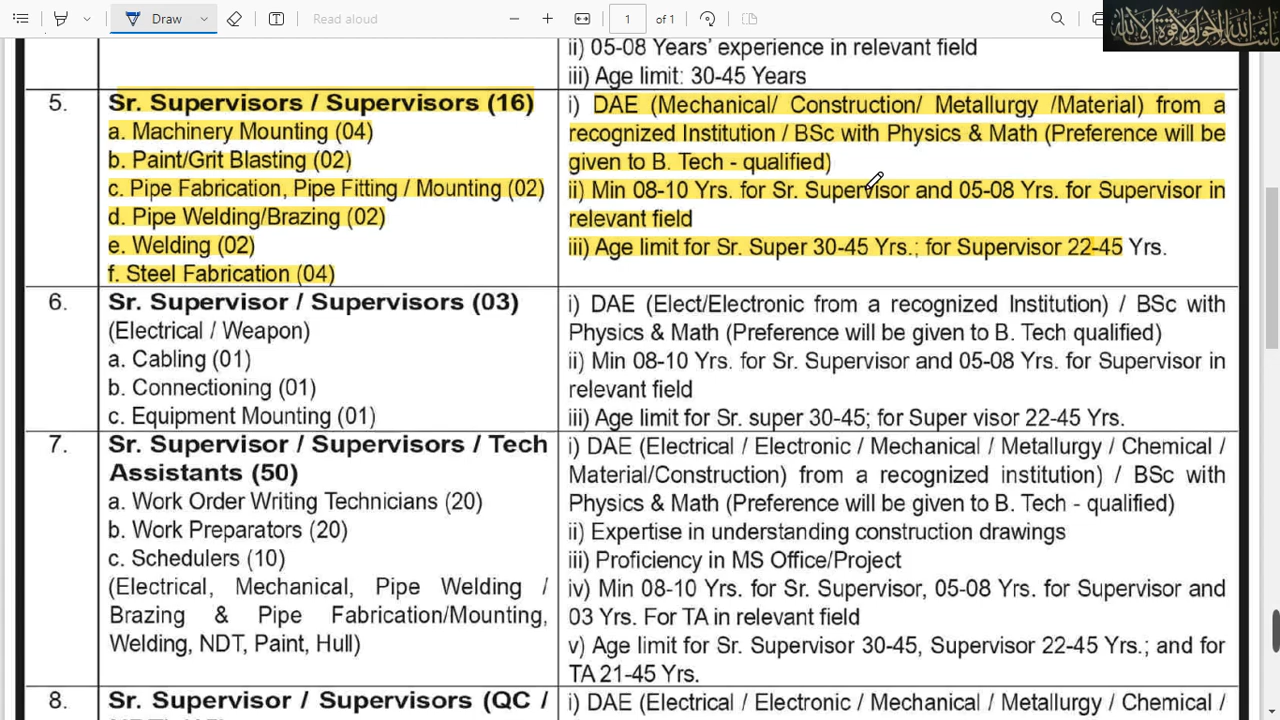 Draw
Read aloud
1 of 1
ماشاءالله لاحول ولا قوة إلا بالله
ii) 05-08 Years' experience in relevant field
iii) Age limit: 30-45 Years
5.
Sr. Supervisors / Supervisors (16)
a. Machinery Mounting (04)
b. Paint/Grit Blasting (02)
c. Pipe Fabrication, Pipe Fitting / Mounting (02)
d. Pipe Welding/Brazing (02)
e. Welding (02)
f. Steel Fabrication (04)
i) DAE (Mechanical/ Construction/ Metallurgy /Material) from a
recognized Institution / BSc with Physics & Math (Preference will be
given to B. Tech - qualified)
ii) Min 08-10 Yrs. for Sr. Supervisor and 05-08 Yrs. for Supervisor in
relevant field
iii) Age limit for Sr. Super 30-45 Yrs.; for Supervisor 22-45 Yrs.
6.
Sr. Supervisor / Supervisors (03)
(Electrical / Weapon)
a. Cabling (01)
b. Connectioning (01)
c. Equipment Mounting (01)
i) DAE (Elect/Electronic from a recognized Institution) / BSc with
Physics & Math (Preference will be given to B. Tech qualified)
ii) Min 08-10 Yrs. for Sr. Supervisor and 05-08 Yrs. for Supervisor in
relevant field
iii) Age limit for Sr. super 30-45; for Super visor 22-45 Yrs.
7.
Sr. Supervisor / Supervisors / Tech
Assistants (50)
a. Work Order Writing Technicians (20)
b. Work Preparators (20)
c. Schedulers (10)
(Electrical, Mechanical, Pipe Welding /
Brazing & Pipe Fabrication/Mounting,
Welding, NDT, Paint, Hull)
i) DAE (Electrical / Electronic / Mechanical / Metallurgy / Chemical /
Material/Construction) from a recognized institution) / BSc with
Physics & Math (Preference will be given to B. Tech - qualified)
ii) Expertise in understanding construction drawings
iii) Proficiency in MS Office/Project
iv) Min 08-10 Yrs. for Sr. Supervisor, 05-08 Yrs. for Supervisor and
03 Yrs. For TA in relevant field
v) Age limit for Sr. Supervisor 30-45, Supervisor 22-45 Yrs.; and for
TA 21-45 Yrs.
8.
Sr. Supervisor / Supervisors (QC /
i) DAE (Electrical / Electronic / Mechanical / Metallurgy / Chemical /